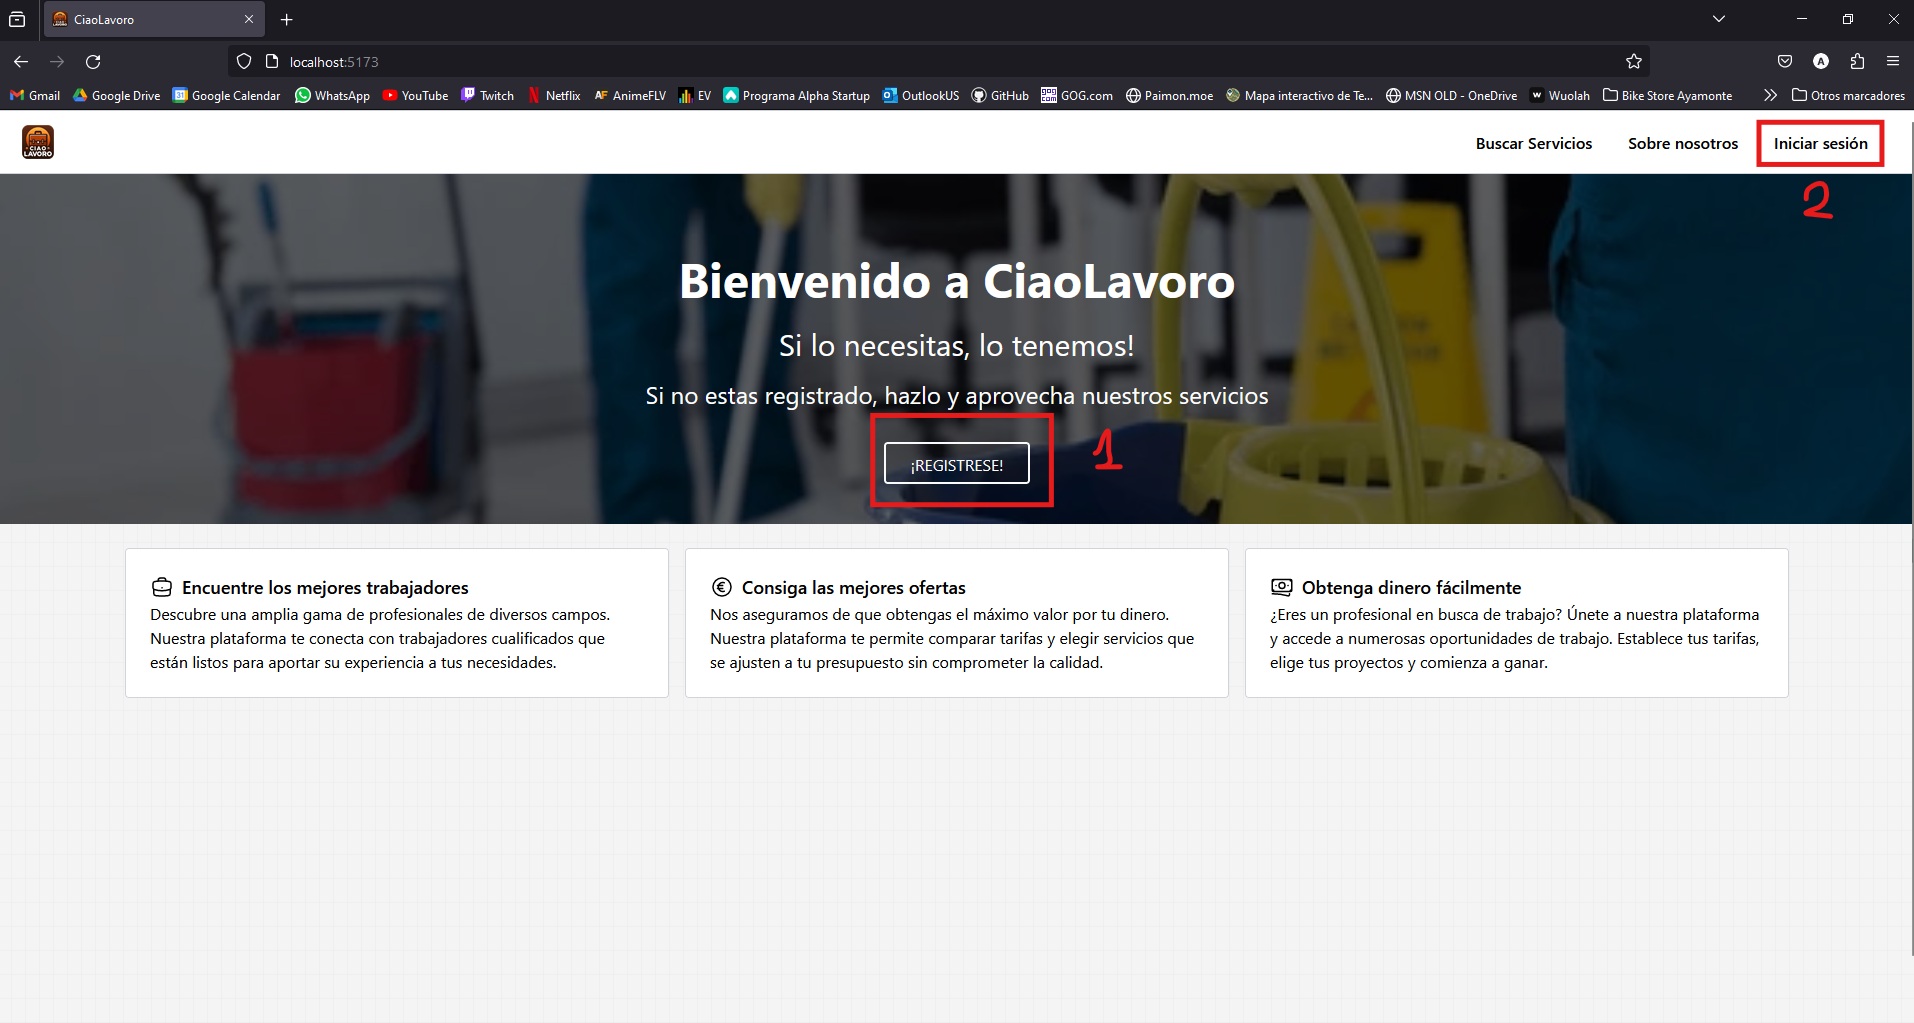 CiaoLavoro
localhost:5173
Gmail
Google Drive
Google Calendar
WhatsApp
YouTube
Twitch
Netflix
AF AnimeFLV
EV
Programa Alpha Startup
OutlookUS
GitHub
GOG.com
Paimon.moe
Mapa interactivo de Te...
MSN OLD - OneDrive
Wuolah
Bike Store Ayamonte
Otros marcadores
CIAO
LAVORO
Buscar Servicios
Sobre nosotros
Iniciar sesión
2
Bienvenido a CiaoLavoro
Si lo necesitas, lo tenemos!
Si no estas registrado, hazlo y aprovecha nuestros servicios
¡REGISTRESE!
1
Encuentre los mejores trabajadores
Descubre una amplia gama de profesionales de diversos campos.
Nuestra plataforma te conecta con trabajadores cualificados que
están listos para aportar su experiencia a tus necesidades.
Consiga las mejores ofertas
Nos aseguramos de que obtengas el máximo valor por tu dinero.
Nuestra plataforma te permite comparar tarifas y elegir servicios que
se ajusten a tu presupuesto sin comprometer la calidad.
Obtenga dinero fácilmente
¿Eres un profesional en busca de trabajo? Únete a nuestra plataforma
y accede a numerosas oportunidades de trabajo. Establece tus tarifas,
elige tus proyectos y comienza a ganar.